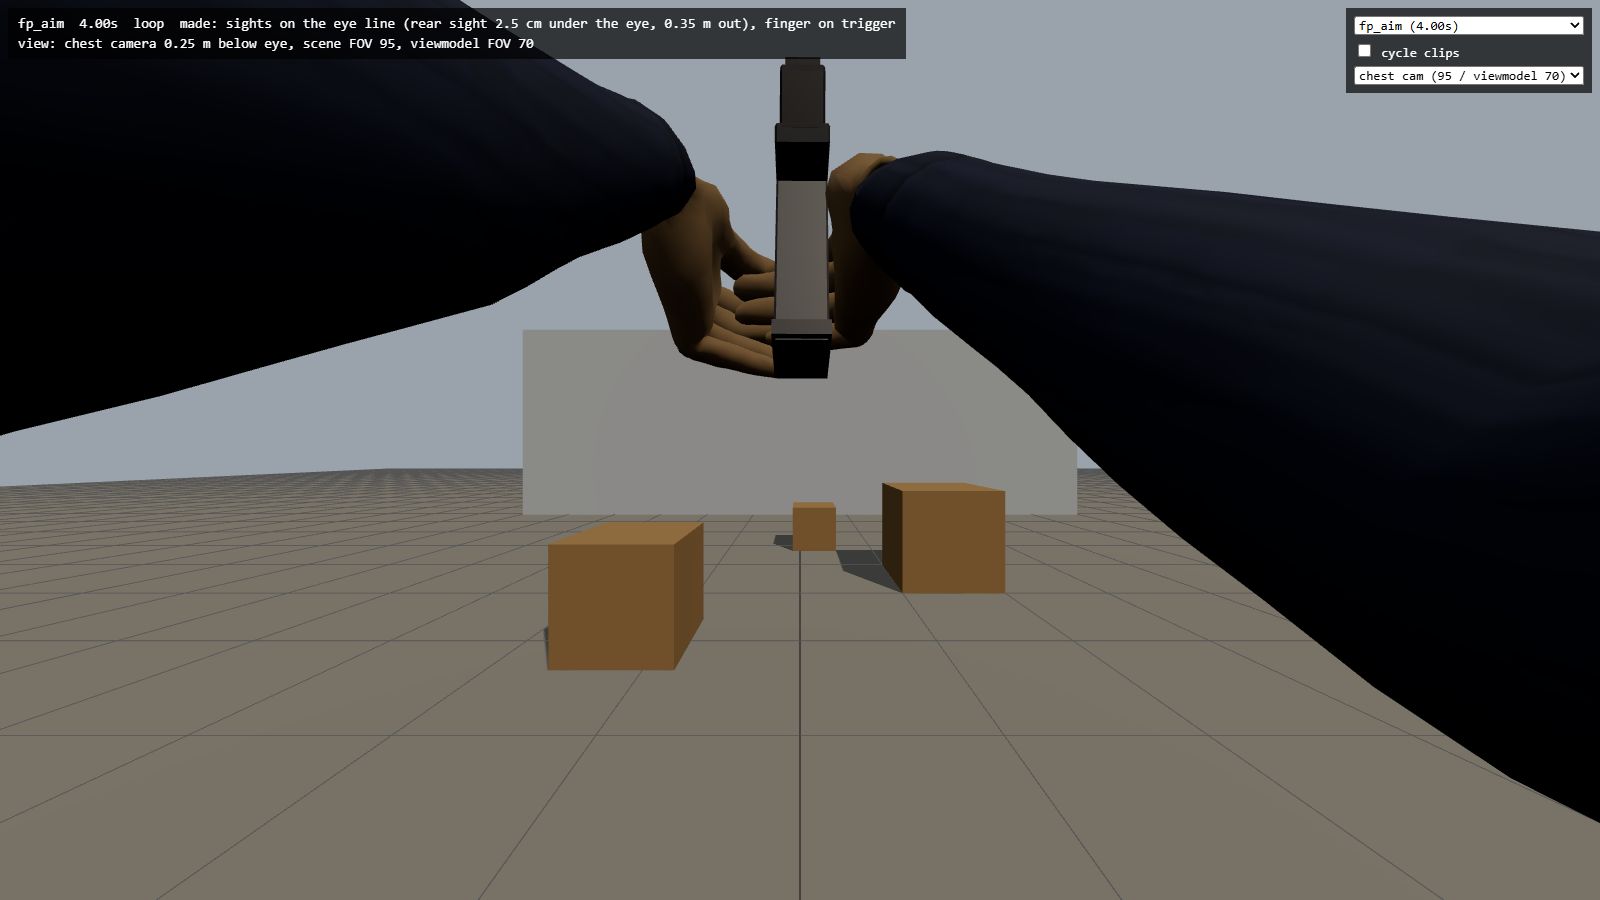 fp_aim  4.00s  loop  made: sights on the eye line (rear sight 2.5 cm under the eye, 0.35 m out), finger on trigger
view: chest camera 0.25 m below eye, scene FOV 95, viewmodel FOV 70
fp_aim (4.00s)
cycle clips
chest cam (95 / viewmodel 70)